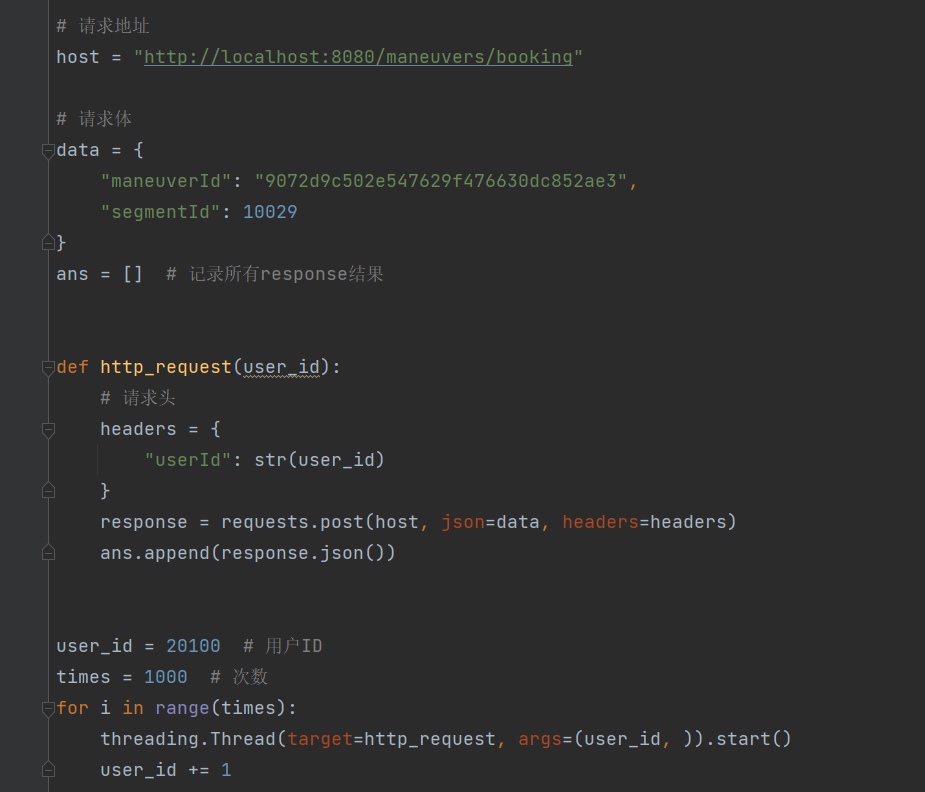 # 请求地址
host = "http://localhost:8080/maneuvers/booking"
# 请求体
data = {
    "maneuverId": "9072d9c502e547629f476630dc852ae3",
    "segmentId": 10029
}
ans = []  # 记录所有response结果
def http_request(user_id):
    # 请求头
    headers = {
        "userId": str(user_id)
    }
    response = requests.post(host, json=data, headers=headers)
    ans.append(response.json())
user_id = 20100  # 用户ID
times = 1000  # 次数
for i in range(times):
    threading.Thread(target=http_request, args=(user_id, )).start()
    user_id += 1